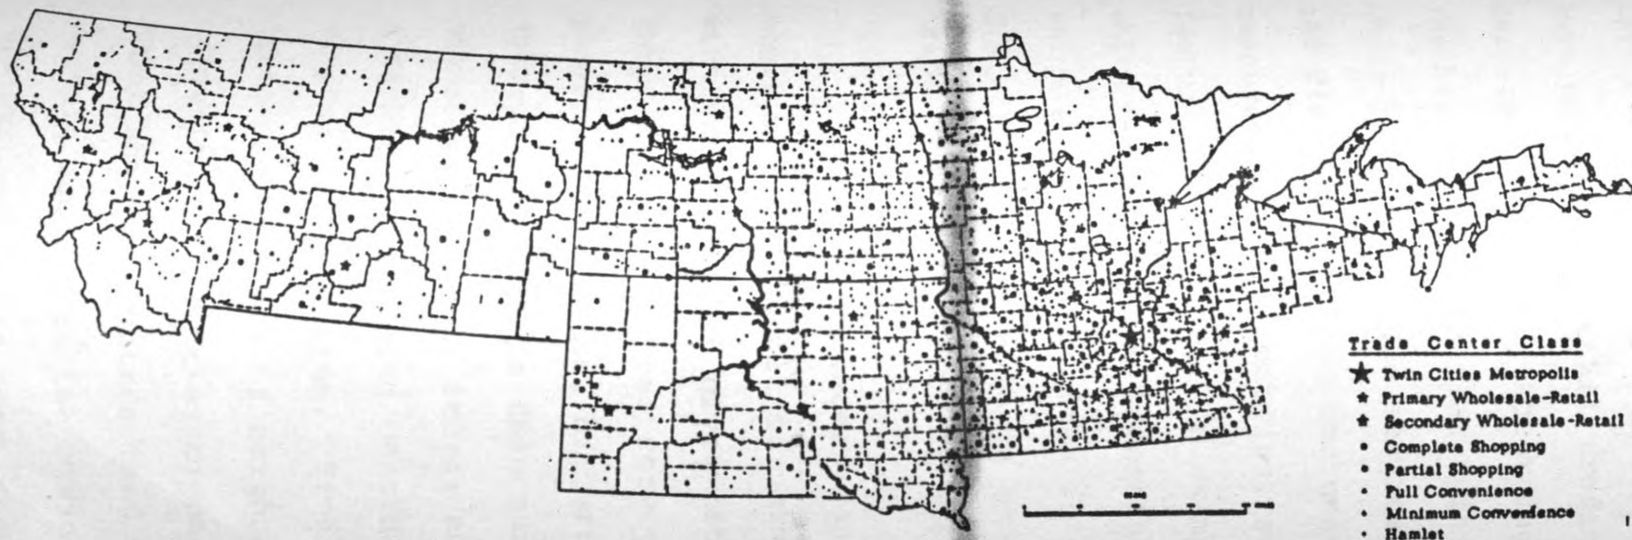 Trade Center Class
Twin Cities Metropolis
Primary Wholesale-Retail
Secondary Wholesale-Retail
Complete Shopping
Partial Shopping
Full Convenience
Minimum Convenience
Hamlet